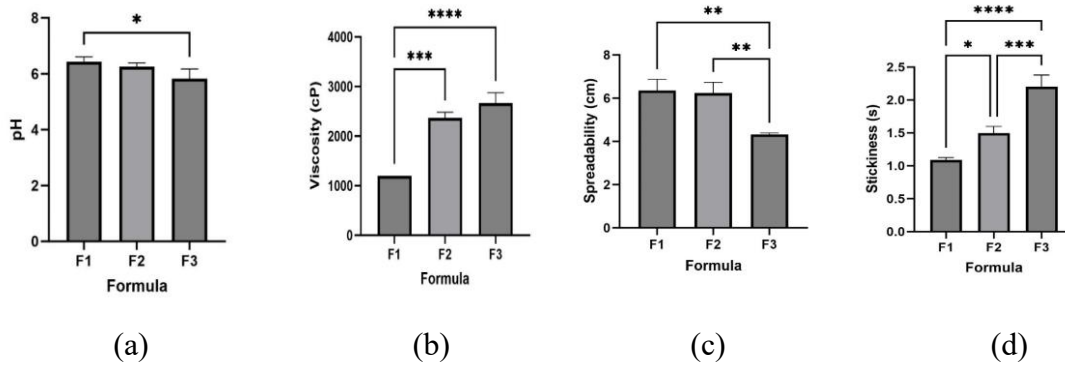 *
8
6
4
2
0
pH
F1 F2 F3
Formula
(a)
****
***
4000
3000
2000
1000
0
Viscosity (cP)
F1 F2 F3
Formula
(b)
**
**
8
6
4
2
0
Spreadability (cm)
F1 F2 F3
Formula
(c)
****
* ***
2.5
2.0
1.5
1.0
0.5
0.0
Stickiness (s)
F1 F2 F3
Formula
(d)